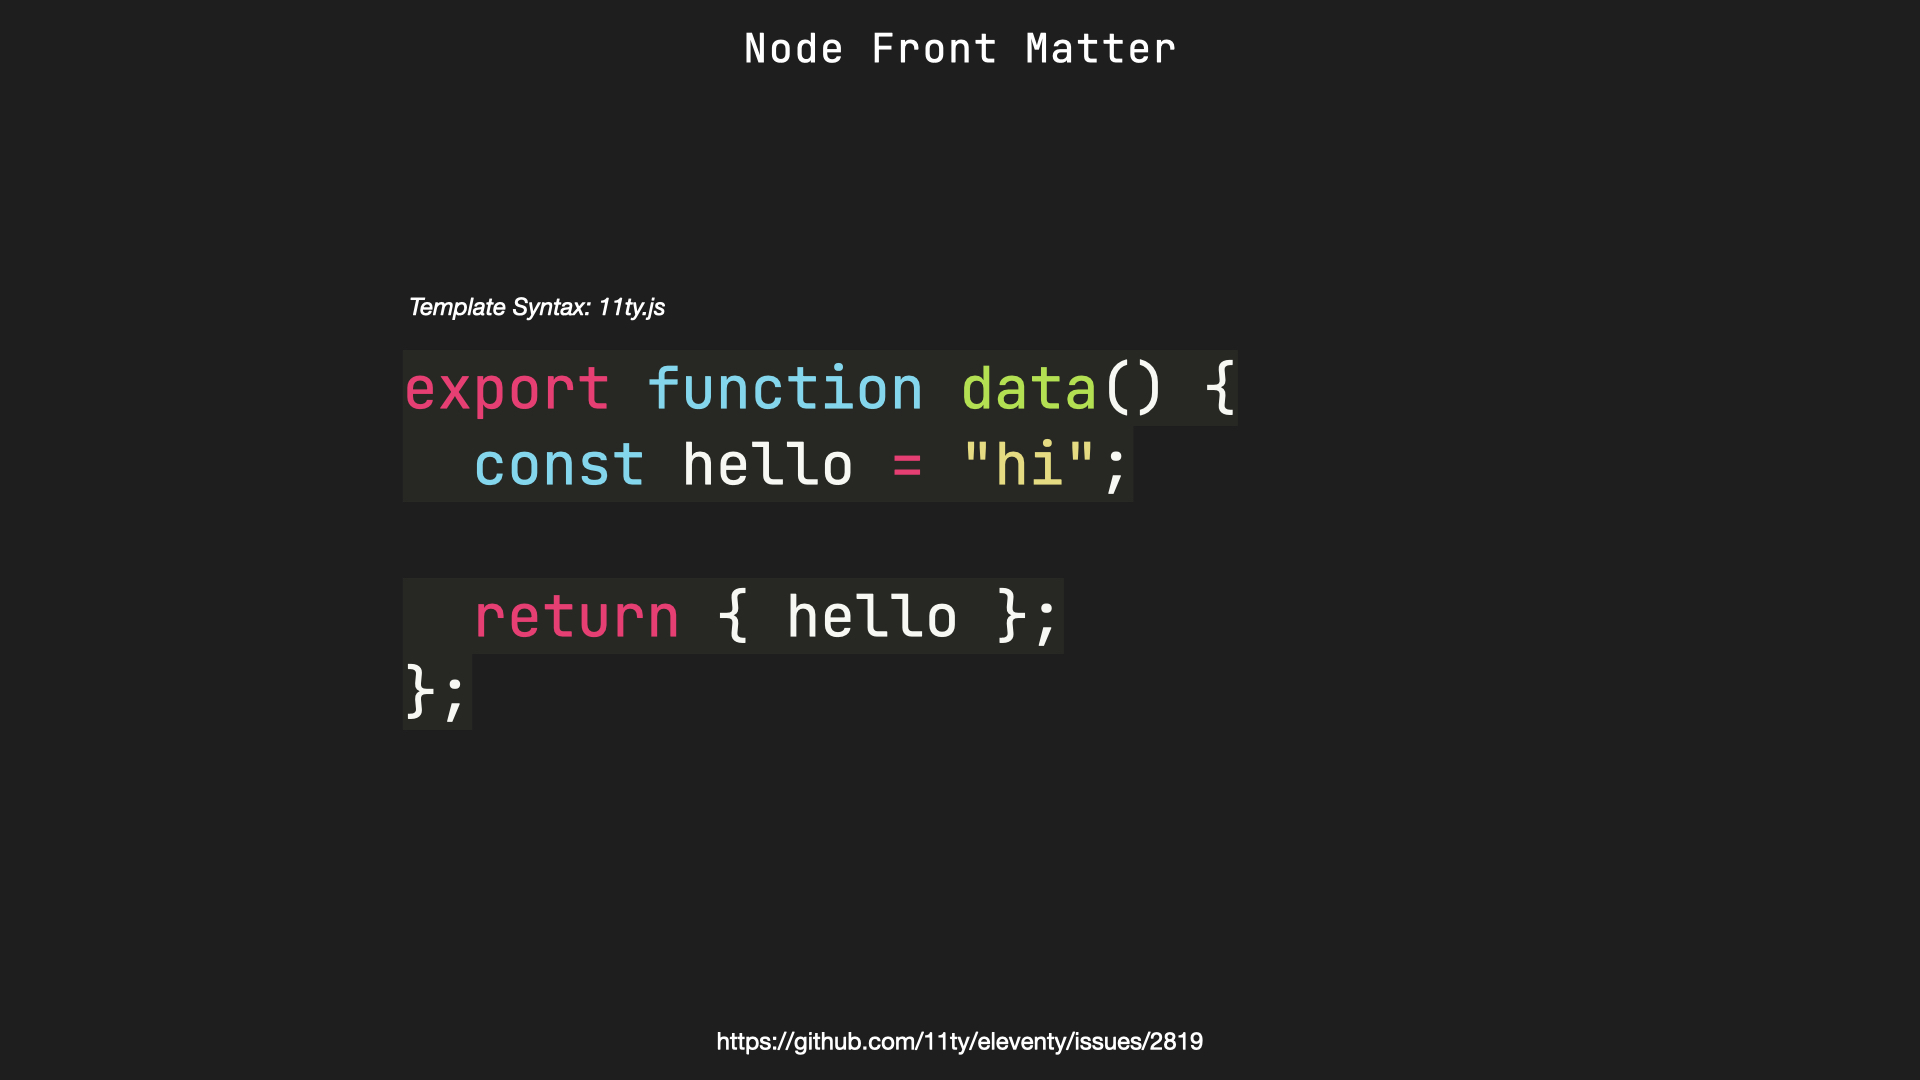 Node Front Matter
Template Syntax: 11ty.js
export function data() {
  const hello = "hi";
  return { hello };
};
https://github.com/11ty/eleventy/issues/2819